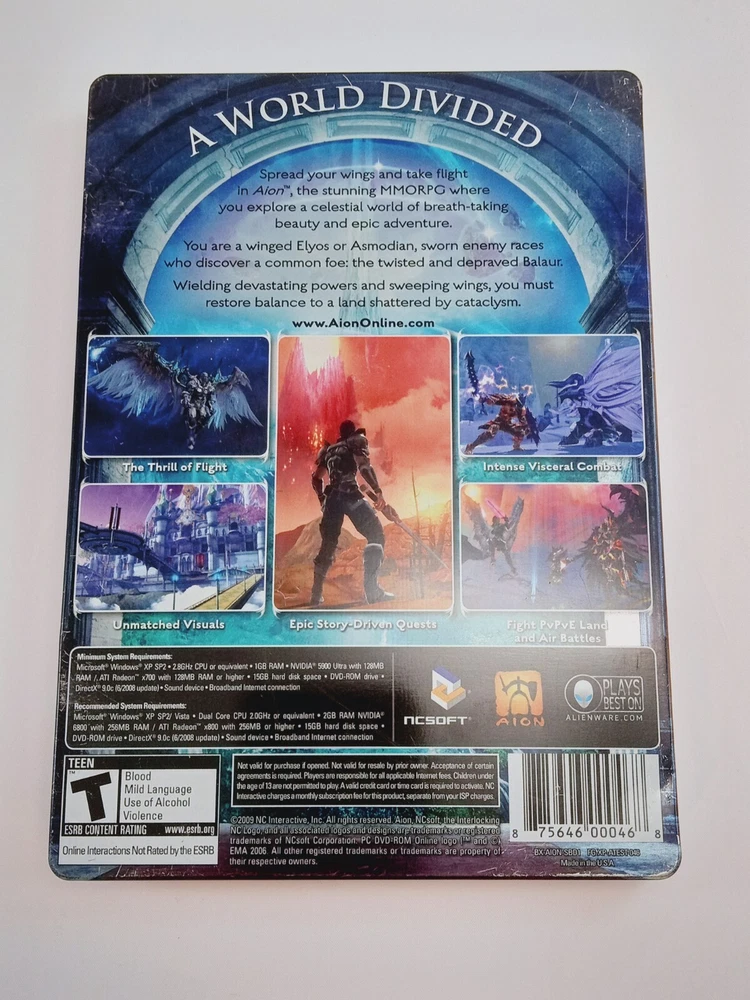 A WORLD DIVIDED
Spread your wings and take flight
in Aion™, the stunning MMORPG where
you explore a celestial world of breath-taking
beauty and epic adventure.
You are a winged Elyos or Asmodian, sworn enemy races
who discover a common foe: the twisted and depraved Balaur.
Wielding devastating powers and sweeping wings, you must
restore balance to a land shattered by cataclysm.
www.AionOnline.com
The Thrill of Flight
Intense Visceral Combat
Unmatched Visuals
Epic Story-Driven Quests
Fight PvPvE Land
and Air Battles
Minimum System Requirements:
Microsoft® Windows® XP SP2 • 2.8GHz CPU or equivalent • 1GB RAM • NVIDIA® 5900 Ultra with 128MB
RAM / ATI Radeon™ x700 with 128MB RAM or higher • 15GB hard disk space • DVD-ROM drive •
DirectX® 9.0c (6/2008 update) • Sound device • Broadband Internet connection
Recommended System Requirements:
Microsoft® Windows® XP SP2/ Vista • Dual Core CPU 2.0GHz or equivalent • 2GB RAM NVIDIA®
6800 with 256MB RAM / ATI Radeon™ x800 with 256MB or higher • 15GB hard disk space •
DVD-ROM drive • DirectX® 9.0c (6/2008 update) • Sound device • Broadband Internet connection
NCSOFT®
AION
PLAYS
BEST ON
ALIENWARE.COM
TEEN
T
Blood
Mild Language
Use of Alcohol
Violence
ESRB CONTENT RATING www.esrb.org
Online Interactions Not Rated by the ESRB
Not valid for purchase if opened. Not valid for resale by prior owner. Acceptance of certain
agreements is required. Players are responsible for all applicable Internet fees. Children under
the age of 13 are not permitted to play. A valid credit card or time card is required to activate. NC
Interactive charges a monthly subscription fee for this product, separate from your ISP charges.
©2009 NC Interactive, Inc. All rights reserved. Aion, NCsoft, the Interlocking
NC Logo, and all associated logos and designs are trademarks or registered
trademarks of NCsoft Corporation. PC DVD-ROM Online logo (™ and ©)
EMA 2006. All other registered trademarks or trademarks are property of
their respective owners.
8 75646 00046 8
BX-AION-SB01
Made in the U.S.A.